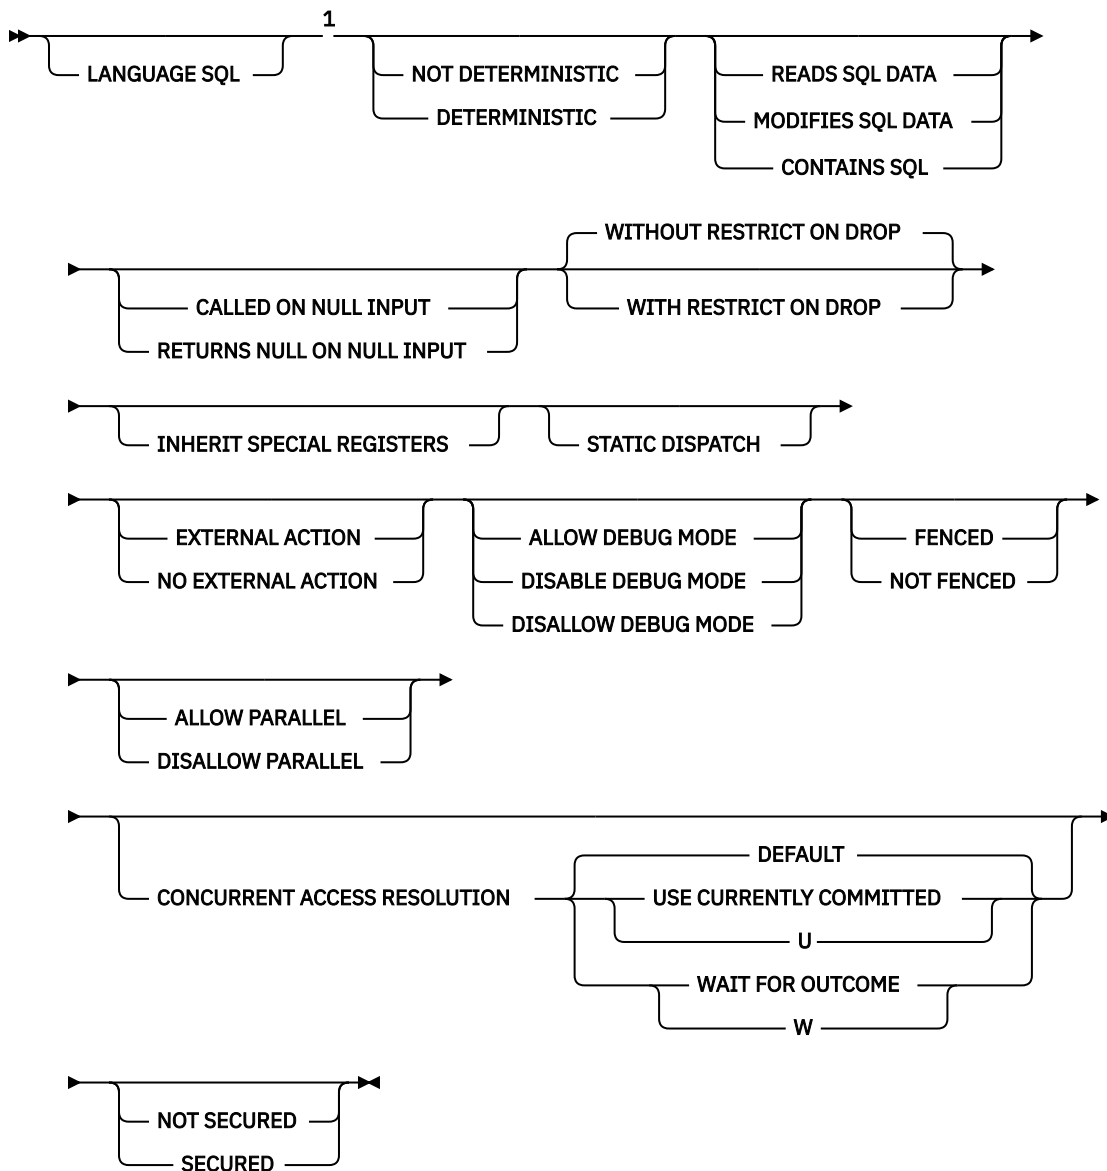 1
LANGUAGE SQL
NOT DETERMINISTIC
READS SQL DATA
DETERMINISTIC
MODIFIES SQL DATA
CONTAINS SQL
WITHOUT RESTRICT ON DROP
CALLED ON NULL INPUT
WITH RESTRICT ON DROP
RETURNS NULL ON NULL INPUT
INHERIT SPECIAL REGISTERS
STATIC DISPATCH
EXTERNAL ACTION
ALLOW DEBUG MODE
FENCED
NO EXTERNAL ACTION
DISABLE DEBUG MODE
NOT FENCED
DISALLOW DEBUG MODE
ALLOW PARALLEL
DISALLOW PARALLEL
DEFAULT
CONCURRENT ACCESS RESOLUTION
USE CURRENTLY COMMITTED
U
WAIT FOR OUTCOME
W
NOT SECURED
SECURED